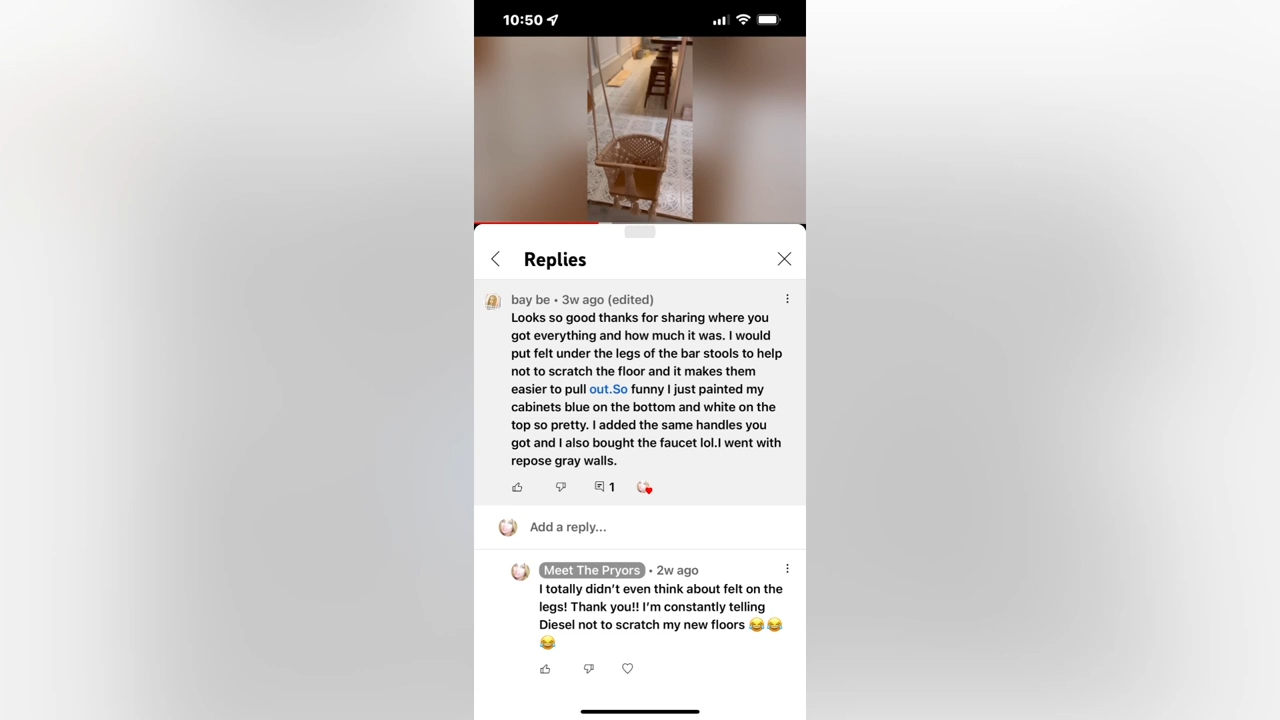 10:50
Replies
bay be • 3w ago (edited)
Looks so good thanks for sharing where you
got everything and how much it was. I would
put felt under the legs of the bar stools to help
not to scratch the floor and it makes them
easier to pull out.So funny I just painted my
cabinets blue on the bottom and white on the
top so pretty. I added the same handles you
got and I also bought the faucet lol.I went with
repose gray walls.
1
Add a reply...
Meet The Pryors • 2w ago
I totally didn’t even think about felt on the
legs! Thank you!! I’m constantly telling
Diesel not to scratch my new floors 😂😂
😂